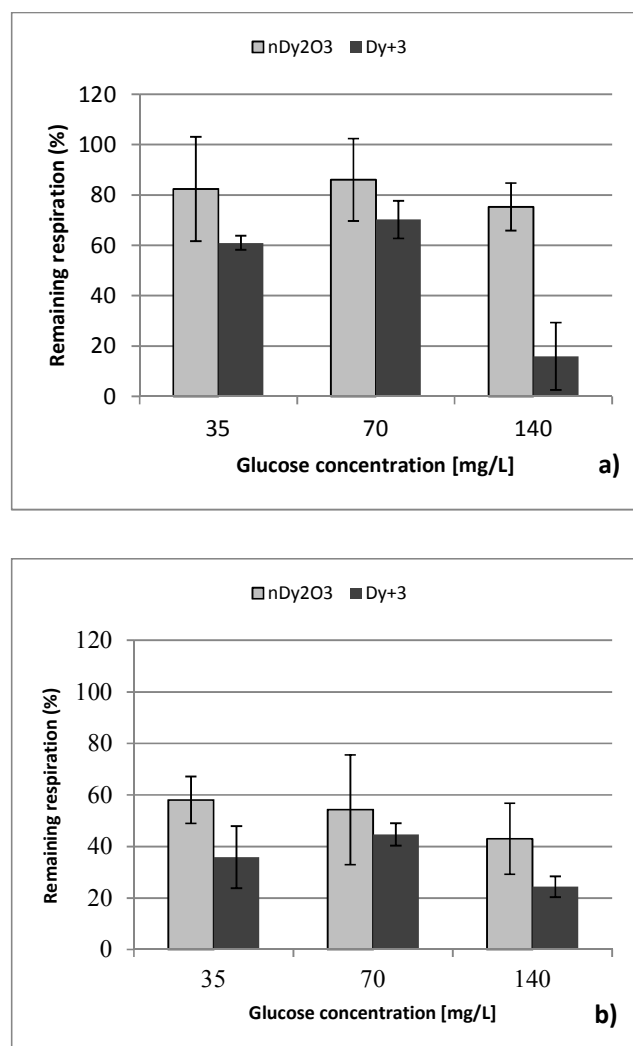 nDy2O3 Dy+3
120
100
80
60
40
20
0
Remaining respiration (%)
35 70 140
Glucose concentration [mg/L]
a)
nDy2O3 Dy+3
120
100
80
60
40
20
0
Remaining respiration (%)
35 70 140
Glucose concentration [mg/L]
b)